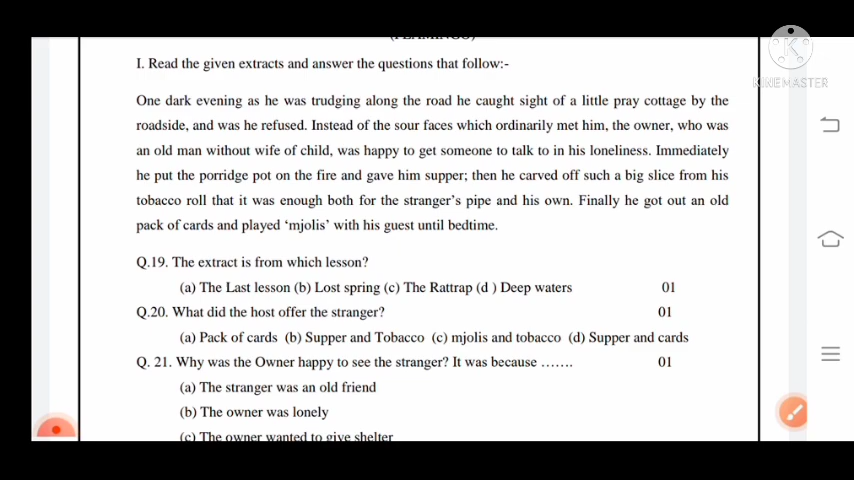 (FLAMINGO)
KINEMASTER
I. Read the given extracts and answer the questions that follow:-
One dark evening as he was trudging along the road he caught sight of a little pray cottage by the
roadside, and was he refused. Instead of the sour faces which ordinarily met him, the owner, who was
an old man without wife of child, was happy to get someone to talk to in his loneliness. Immediately
he put the porridge pot on the fire and gave him supper; then he carved off such a big slice from his
tobacco roll that it was enough both for the stranger's pipe and his own. Finally he got out an old
pack of cards and played 'mjolis' with his guest until bedtime.
Q.19. The extract is from which lesson?
(a) The Last lesson (b) Lost spring (c) The Rattrap (d ) Deep waters 01
Q.20. What did the host offer the stranger? 01
(a) Pack of cards (b) Supper and Tobacco (c) mjolis and tobacco (d) Supper and cards
Q. 21. Why was the Owner happy to see the stranger? It was because ....... 01
(a) The stranger was an old friend
(b) The owner was lonely
(c) The owner wanted to give shelter